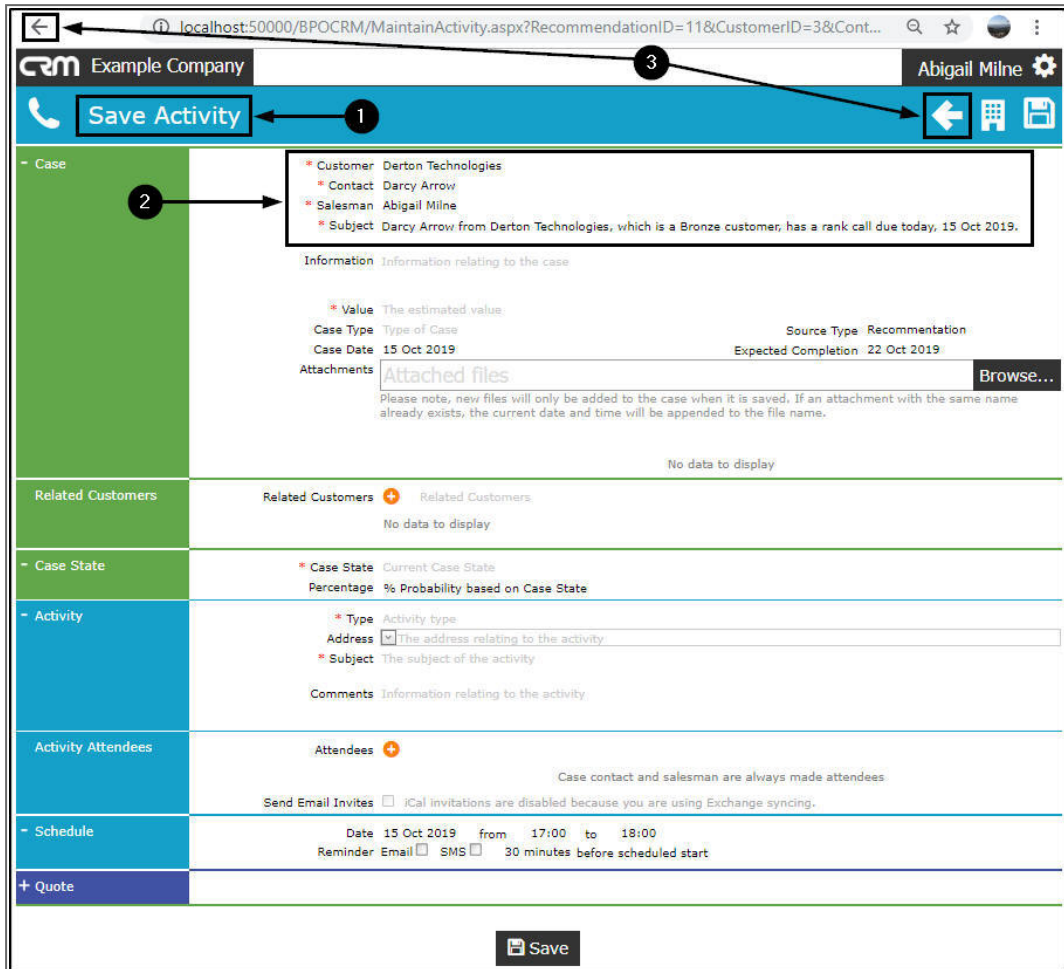 localhost:50000/BPOCRM/MaintainActivity.aspx?RecommendationID=11&CustomerID=3&Cont...
CRM Example Company
3
Abigail Milne
Save Activity
1
- Case
* Customer Derton Technologies
* Contact Darcy Arrow
2
* Salesman Abigail Milne
* Subject Darcy Arrow from Derton Technologies, which is a Bronze customer, has a rank call due today, 15 Oct 2019.
Information Information relating to the case
* Value The estimated value
Case Type Type of Case Source Type Recommentation
Case Date 15 Oct 2019 Expected Completion 22 Oct 2019
Attachments Attached files Browse...
Please note, new files will only be added to the case when it is saved. If an attachment with the same name
already exists, the current date and time will be appended to the file name.
No data to display
Related Customers Related Customers Related Customers
No data to display
- Case State * Case State Current Case State
Percentage % Probability based on Case State
- Activity * Type Activity type
Address The address relating to the activity
* Subject The subject of the activity
Comments Information relating to the activity
Activity Attendees Attendees
Case contact and salesman are always made attendees
Send Email Invites iCal invitations are disabled because you are using Exchange syncing.
- Schedule Date 15 Oct 2019 from 17:00 to 18:00
Reminder Email SMS 30 minutes before scheduled start
+ Quote
Save